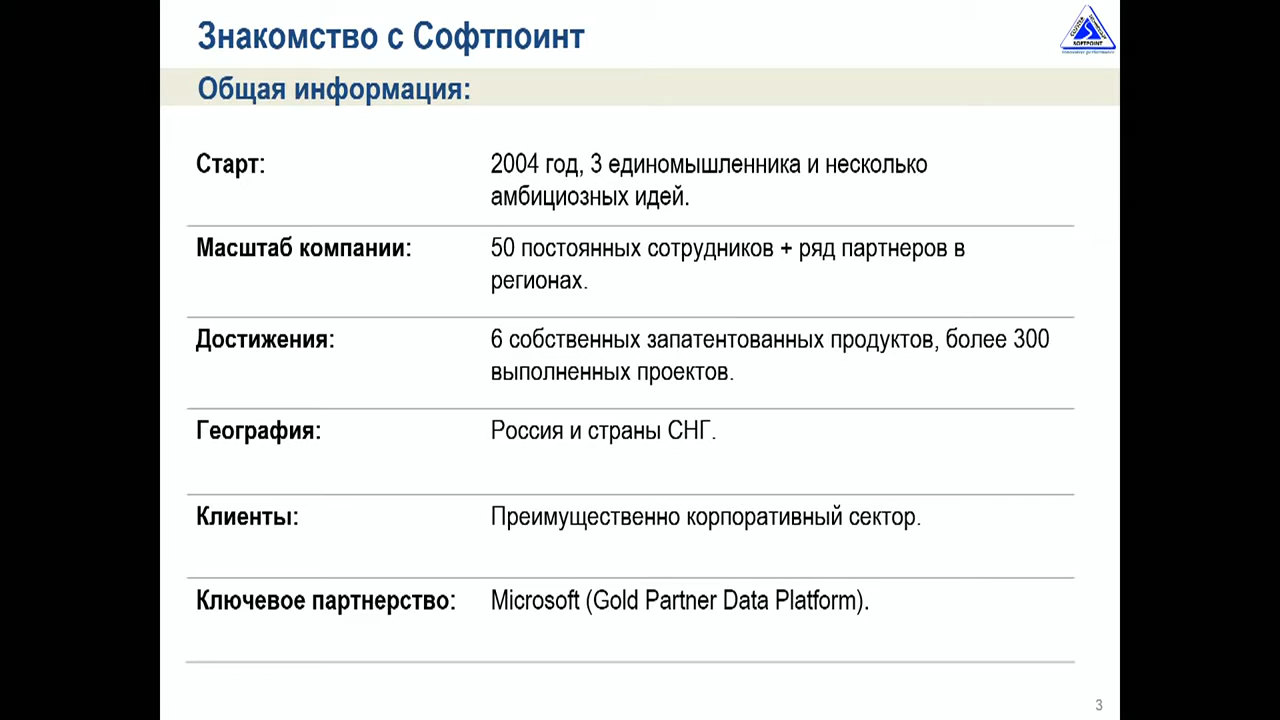 Знакомство с Софтпоинт
SOFTPOINT
Общая информация:
Старт:
2004 год, 3 единомышленника и несколько
амбициозных идей.
Масштаб компании:
50 постоянных сотрудников + ряд партнеров в
регионах.
Достижения:
6 собственных запатентованных продуктов, более 300
выполненных проектов.
География:
Россия и страны СНГ.
Клиенты:
Преимущественно корпоративный сектор.
Ключевое партнерство:
Microsoft (Gold Partner Data Platform).
3